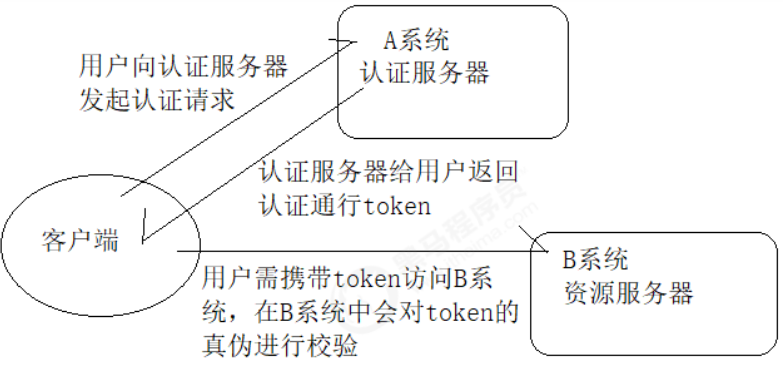 A系统
认证服务器
用户向认证服务器
发起认证请求
认证服务器给用户返回
认证通行token
客户端
B系统
资源服务器
用户需携带token访问B系
统，在B系统中会对token的
真伪进行校验
黑马程序员